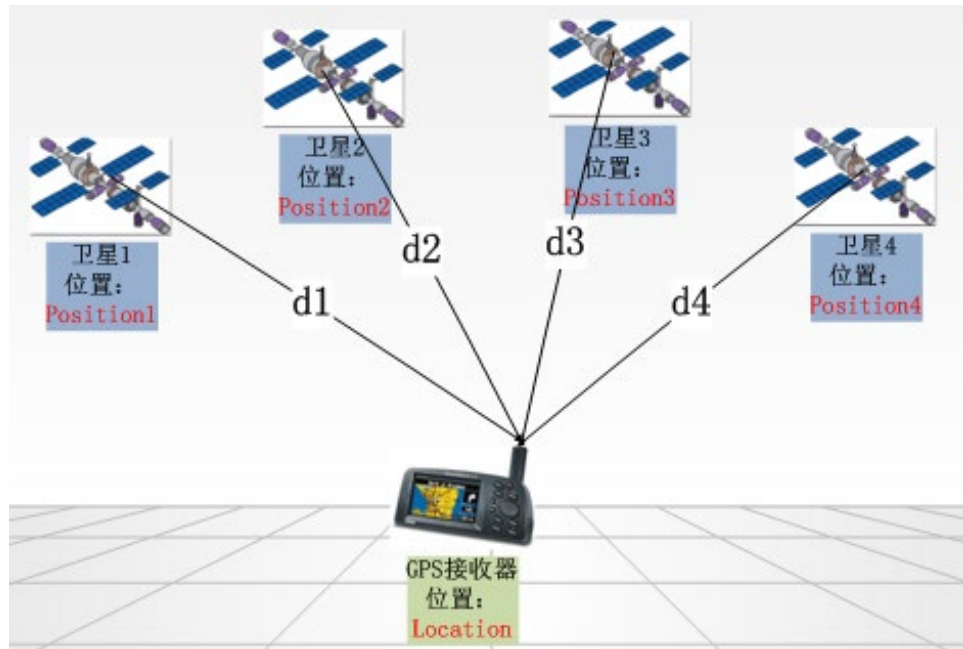 卫星1
位置：
Position1
卫星2
位置：
Position2
卫星3
位置：
Position3
卫星4
位置：
Position4
d1
d2
d3
d4
GPS接收器
位置：
Location